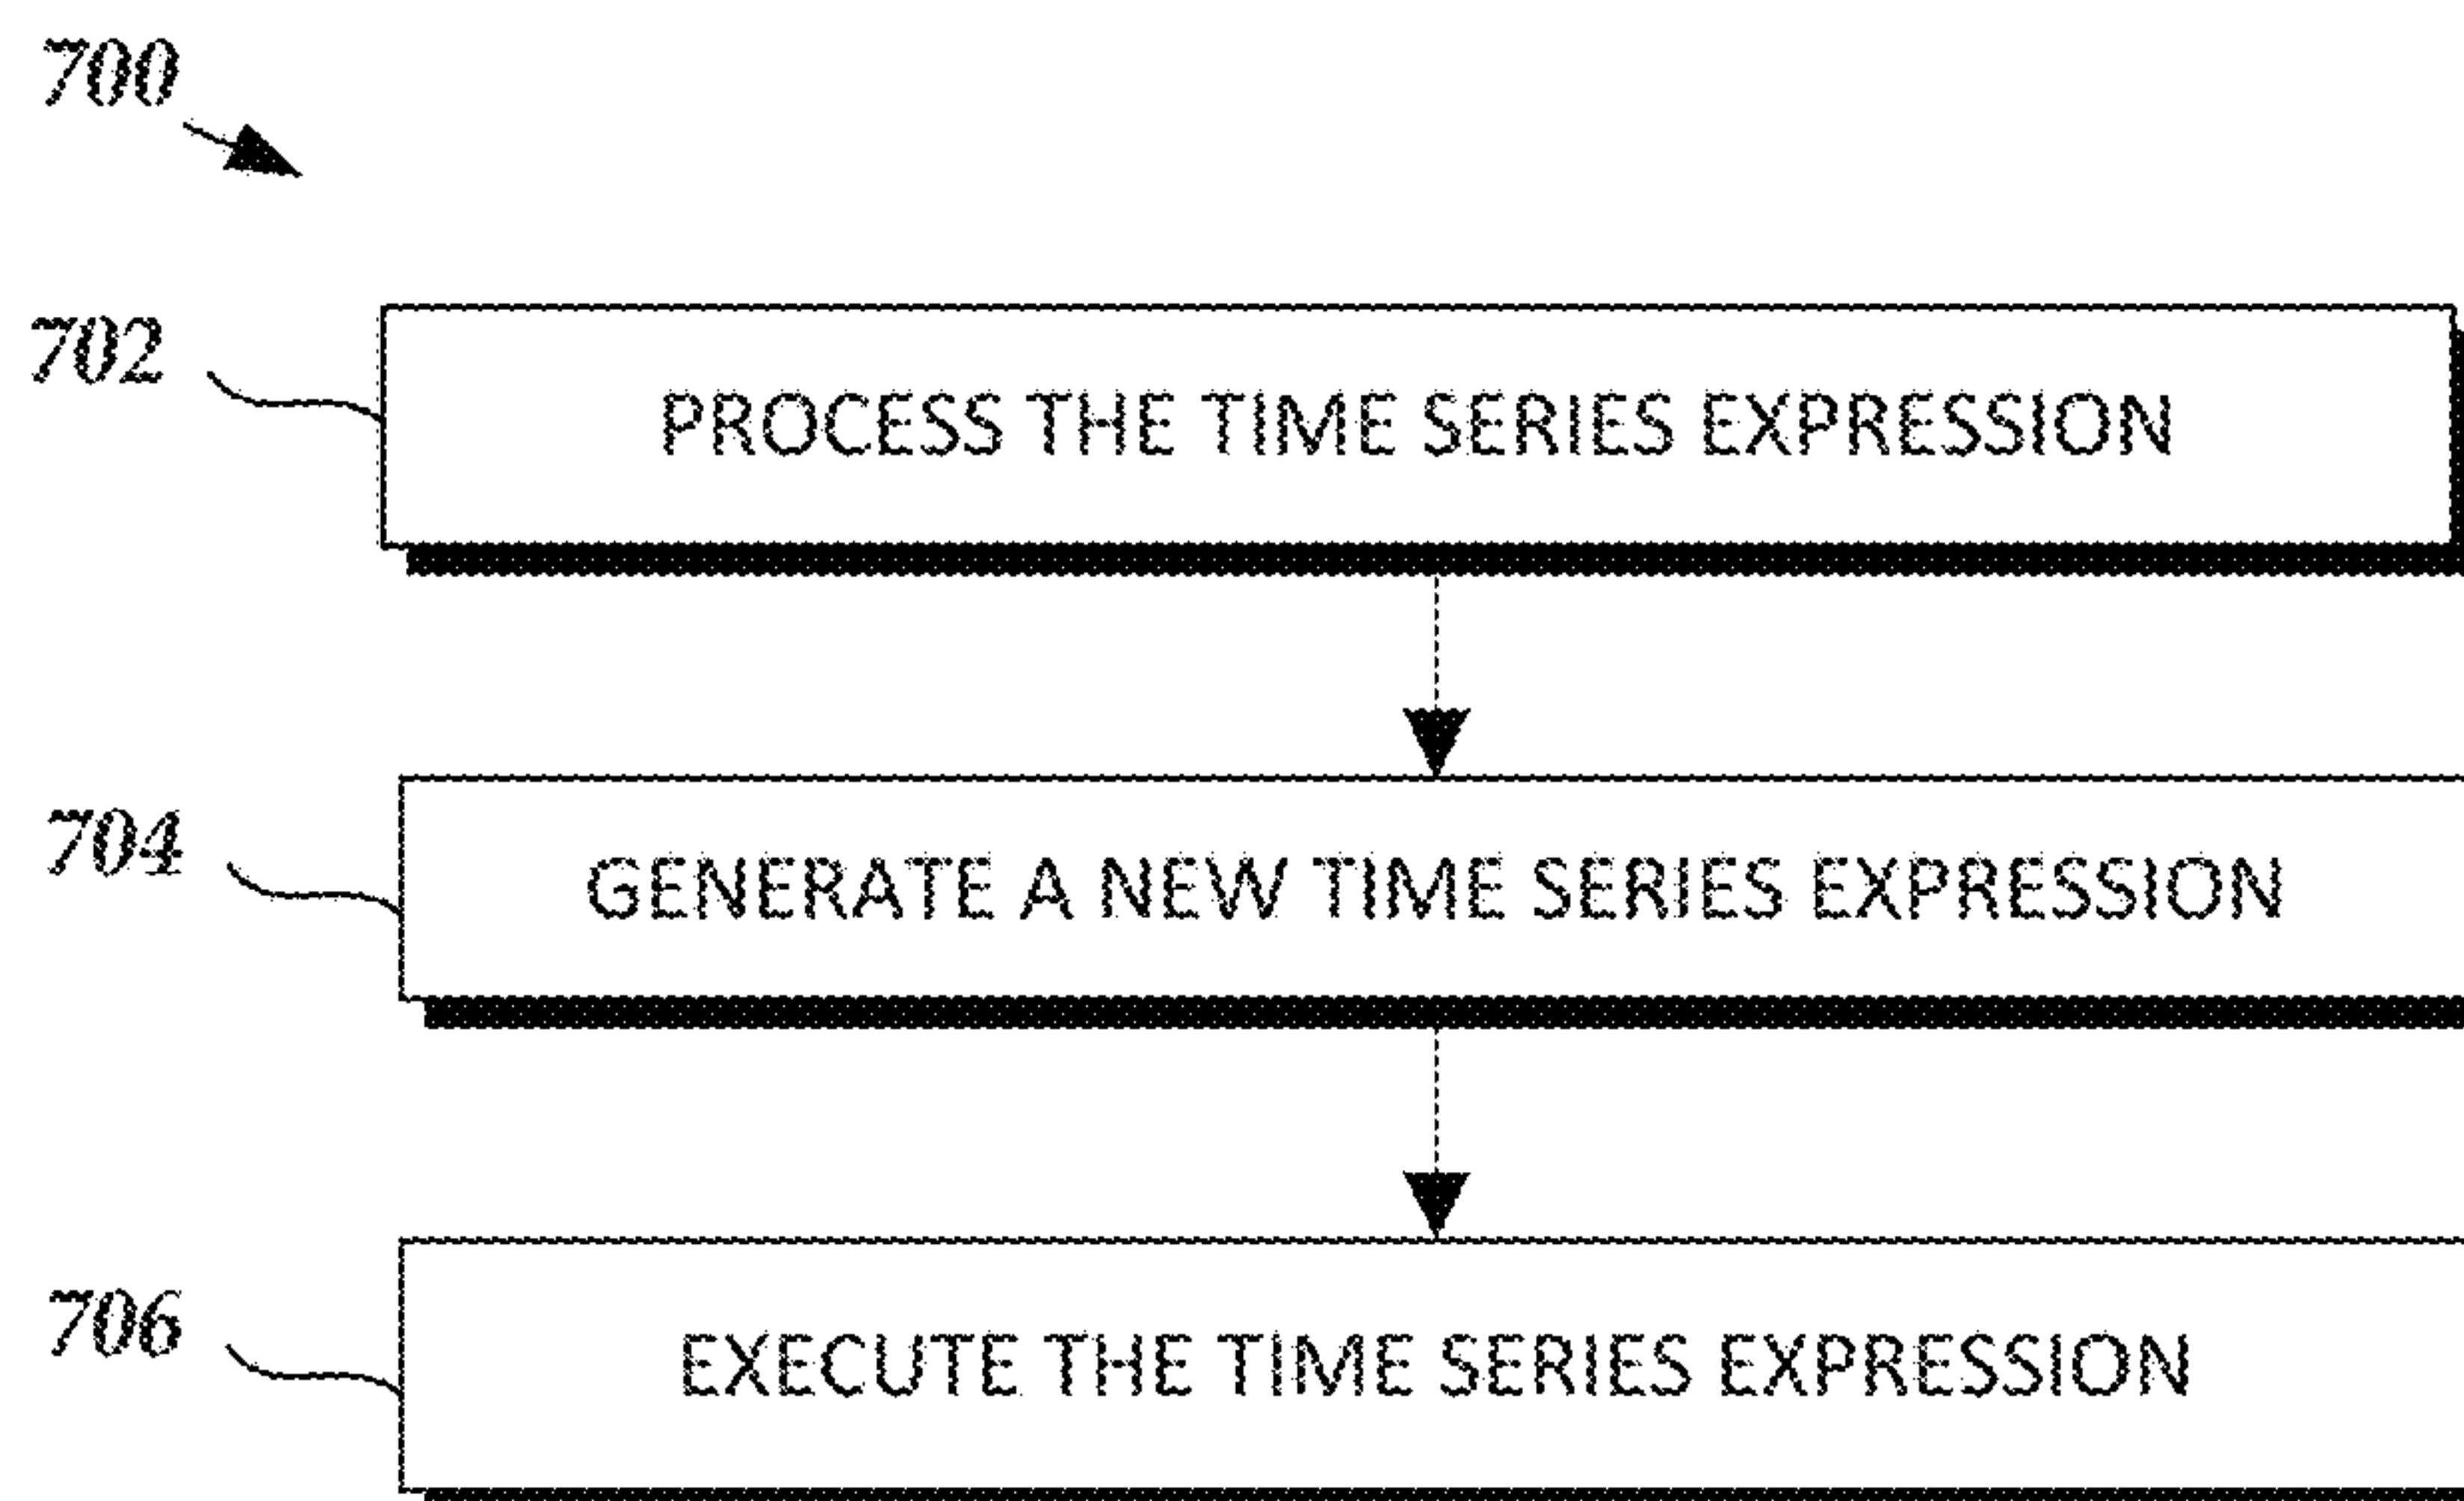 700
702
PROCESS THE TIME SERIES EXPRESSION
704
GENERATE A NEW TIME SERIES EXPRESSION
706
EXECUTE THE TIME SERIES EXPRESSION